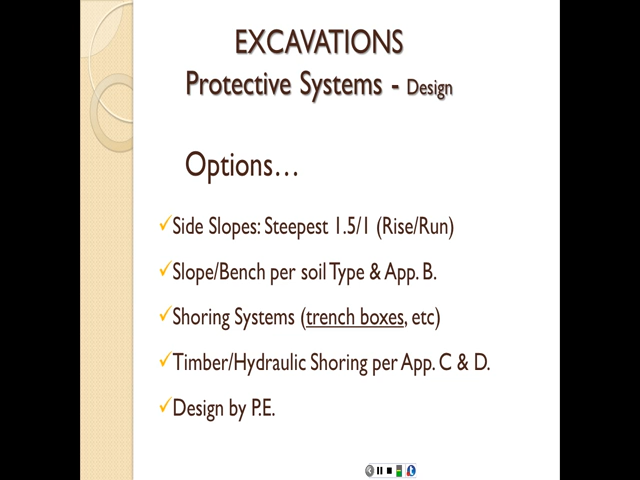 EXCAVATIONS
Protective Systems - Design
Options…
✓Side Slopes: Steepest 1.5/1 (Rise/Run)
✓Slope/Bench per soil Type & App. B.
✓Shoring Systems (trench boxes, etc)
✓Timber/Hydraulic Shoring per App. C & D.
✓Design by P.E.